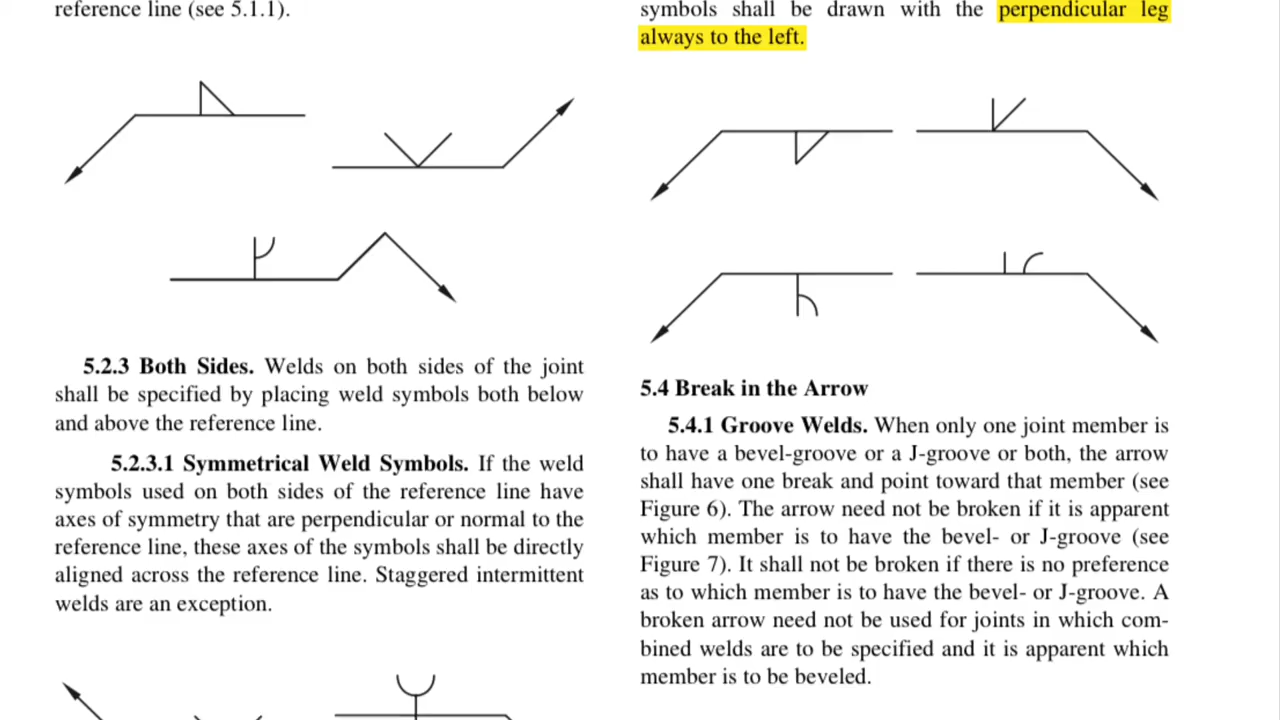 reference line (see 5.1.1).
5.2.3 Both Sides. Welds on both sides of the joint
shall be specified by placing weld symbols both below
and above the reference line.
5.2.3.1 Symmetrical Weld Symbols. If the weld
symbols used on both sides of the reference line have
axes of symmetry that are perpendicular or normal to the
reference line, these axes of the symbols shall be directly
aligned across the reference line. Staggered intermittent
welds are an exception.
symbols shall be drawn with the perpendicular leg
always to the left.
5.4 Break in the Arrow
5.4.1 Groove Welds. When only one joint member is
to have a bevel-groove or a J-groove or both, the arrow
shall have one break and point toward that member (see
Figure 6). The arrow need not be broken if it is apparent
which member is to have the bevel- or J-groove (see
Figure 7). It shall not be broken if there is no preference
as to which member is to have the bevel- or J-groove. A
broken arrow need not be used for joints in which com-
bined welds are to be specified and it is apparent which
member is to be beveled.